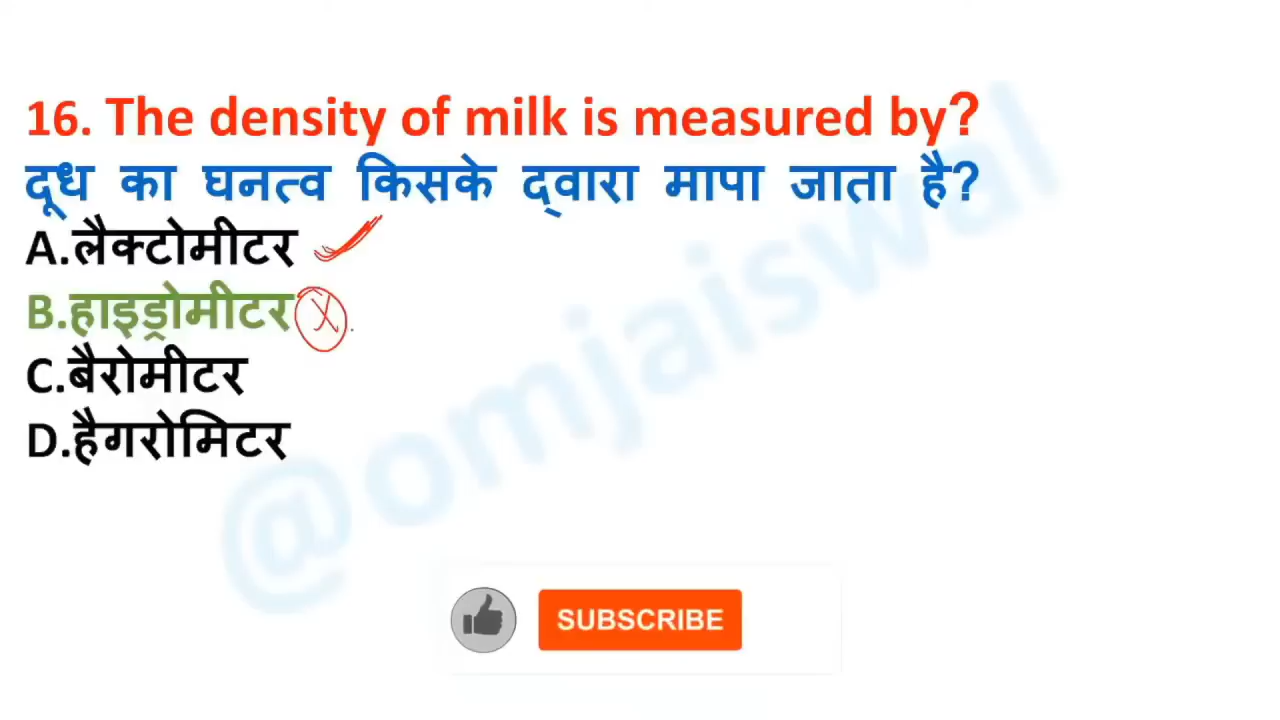 16. The density of milk is measured by?
दूध का घनत्व किसके द्वारा मापा जाता है?
A.लैक्टोमीटर
B.हाइड्रोमीटर X
C.बैरोमीटर
D.हैगरोमिटर
@omjaiswal
SUBSCRIBE